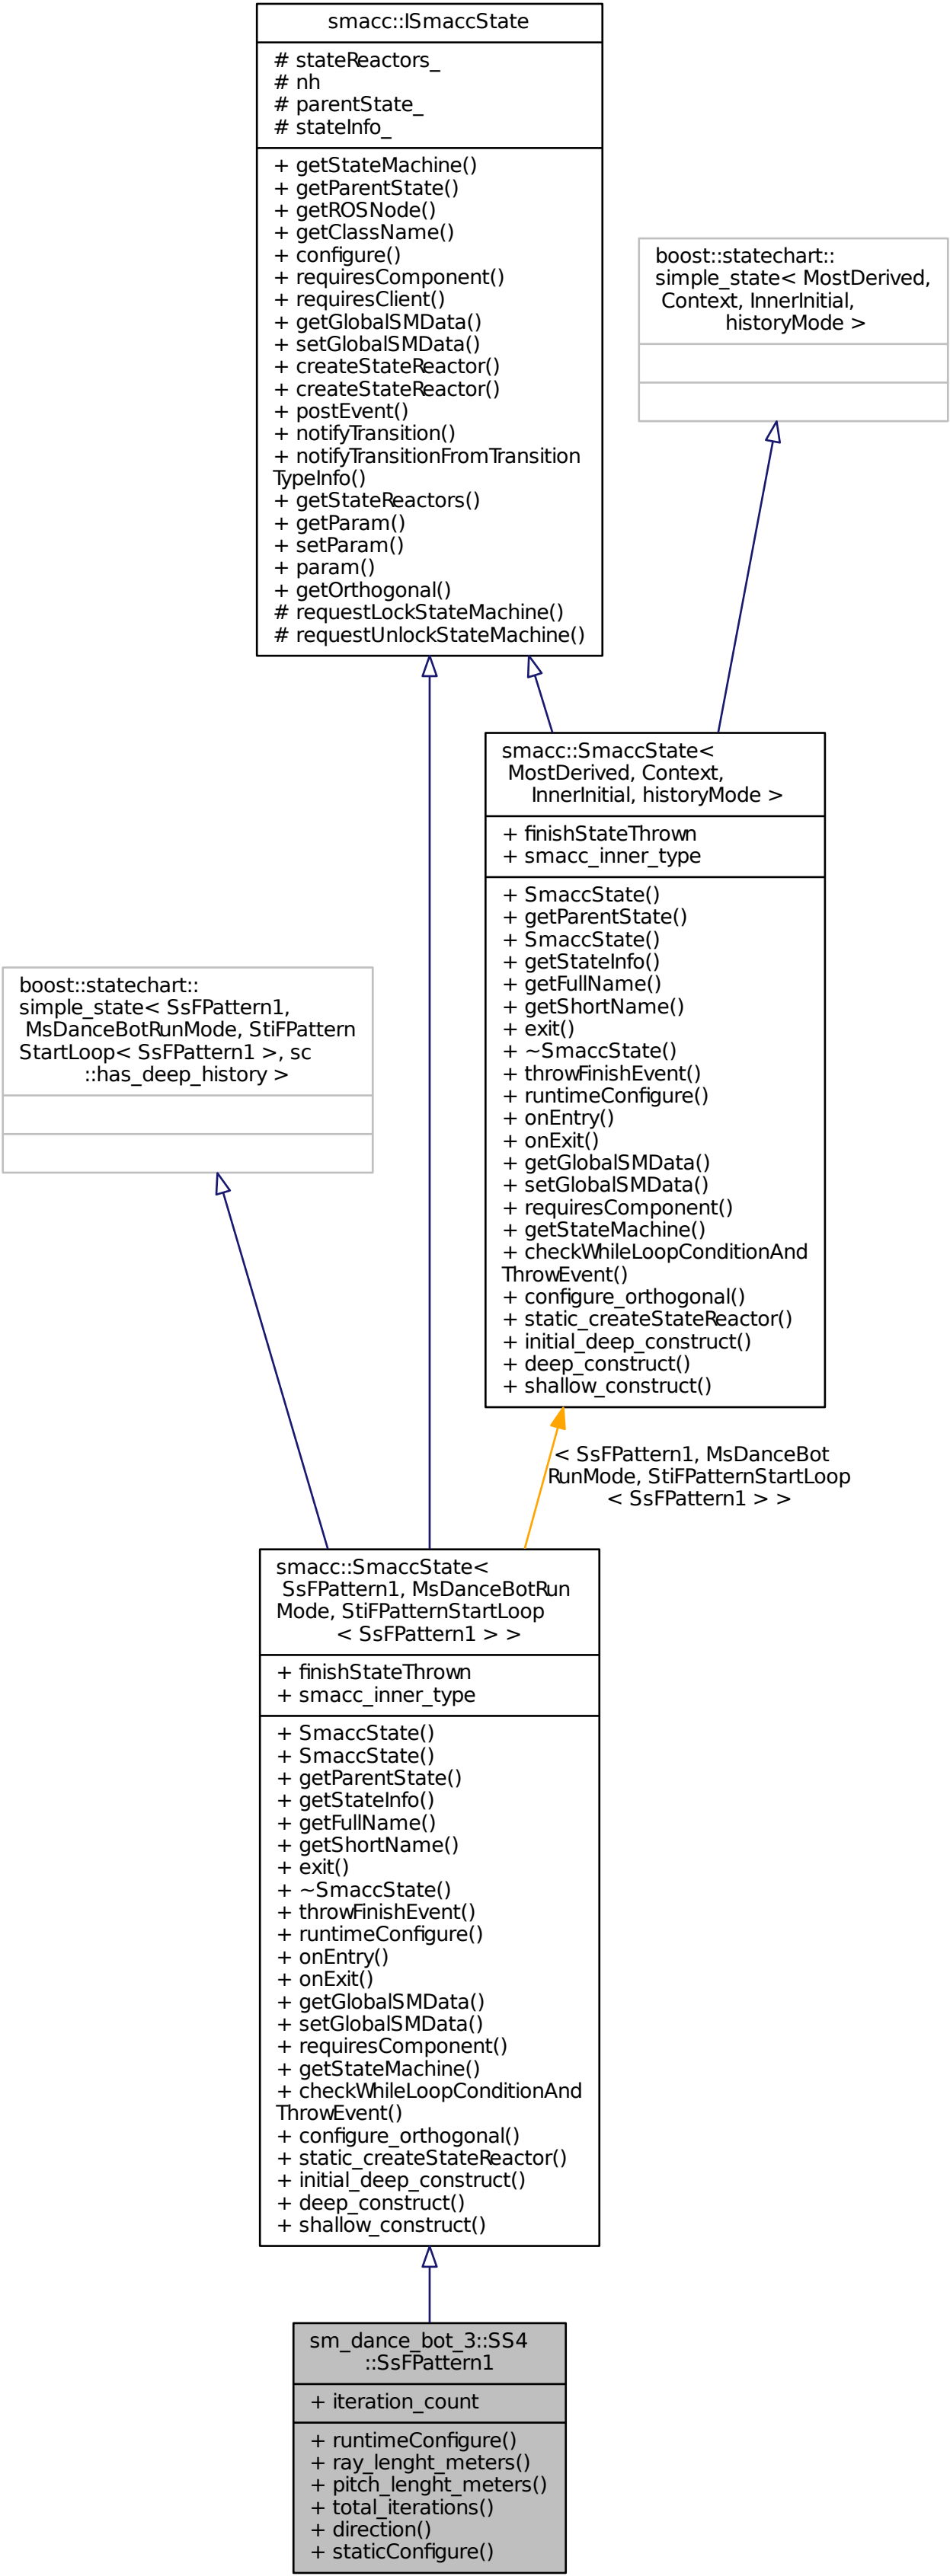 smacc::ISmaccState
# stateReactors_
# nh
# parentState_
# stateInfo_
+ getStateMachine()
+ getParentState()
+ getROSNode()
+ getClassName()
+ configure()
+ requiresComponent()
+ requiresClient()
+ getGlobalSMData()
+ setGlobalSMData()
+ createStateReactor()
+ createStateReactor()
+ postEvent()
+ notifyTransition()
+ notifyTransitionFromTransition
TypeInfo()
+ getStateReactors()
+ getParam()
+ setParam()
+ param()
+ getOrthogonal()
# requestLockStateMachine()
# requestUnlockStateMachine()
boost::statechart::
simple_state< MostDerived,
Context, InnerInitial,
historyMode >
smacc::SmaccState<
MostDerived, Context,
InnerInitial, historyMode >
+ finishStateThrown
+ smacc_inner_type
+ SmaccState()
+ getParentState()
+ SmaccState()
+ getStateInfo()
+ getFullName()
+ getShortName()
+ exit()
+ ~SmaccState()
+ throwFinishEvent()
+ runtimeConfigure()
+ onEntry()
+ onExit()
+ getGlobalSMData()
+ setGlobalSMData()
+ requiresComponent()
+ getStateMachine()
+ checkWhileLoopConditionAnd
ThrowEvent()
+ configure_orthogonal()
+ static_createStateReactor()
+ initial_deep_construct()
+ deep_construct()
+ shallow_construct()
boost::statechart::
simple_state< SsFPattern1,
MsDanceBotRunMode, StiFPattern
StartLoop< SsFPattern1 >, sc
::has_deep_history >
< SsFPattern1, MsDanceBot
RunMode, StiFPatternStartLoop
< SsFPattern1 > >
smacc::SmaccState<
SsFPattern1, MsDanceBotRun
Mode, StiFPatternStartLoop
< SsFPattern1 > >
+ finishStateThrown
+ smacc_inner_type
+ SmaccState()
+ SmaccState()
+ getParentState()
+ getStateInfo()
+ getFullName()
+ getShortName()
+ exit()
+ ~SmaccState()
+ throwFinishEvent()
+ runtimeConfigure()
+ onEntry()
+ onExit()
+ getGlobalSMData()
+ setGlobalSMData()
+ requiresComponent()
+ getStateMachine()
+ checkWhileLoopConditionAnd
ThrowEvent()
+ configure_orthogonal()
+ static_createStateReactor()
+ initial_deep_construct()
+ deep_construct()
+ shallow_construct()
sm_dance_bot_3::SS4
::SsFPattern1
+ iteration_count
+ runtimeConfigure()
+ ray_lenght_meters()
+ pitch_lenght_meters()
+ total_iterations()
+ direction()
+ staticConfigure()